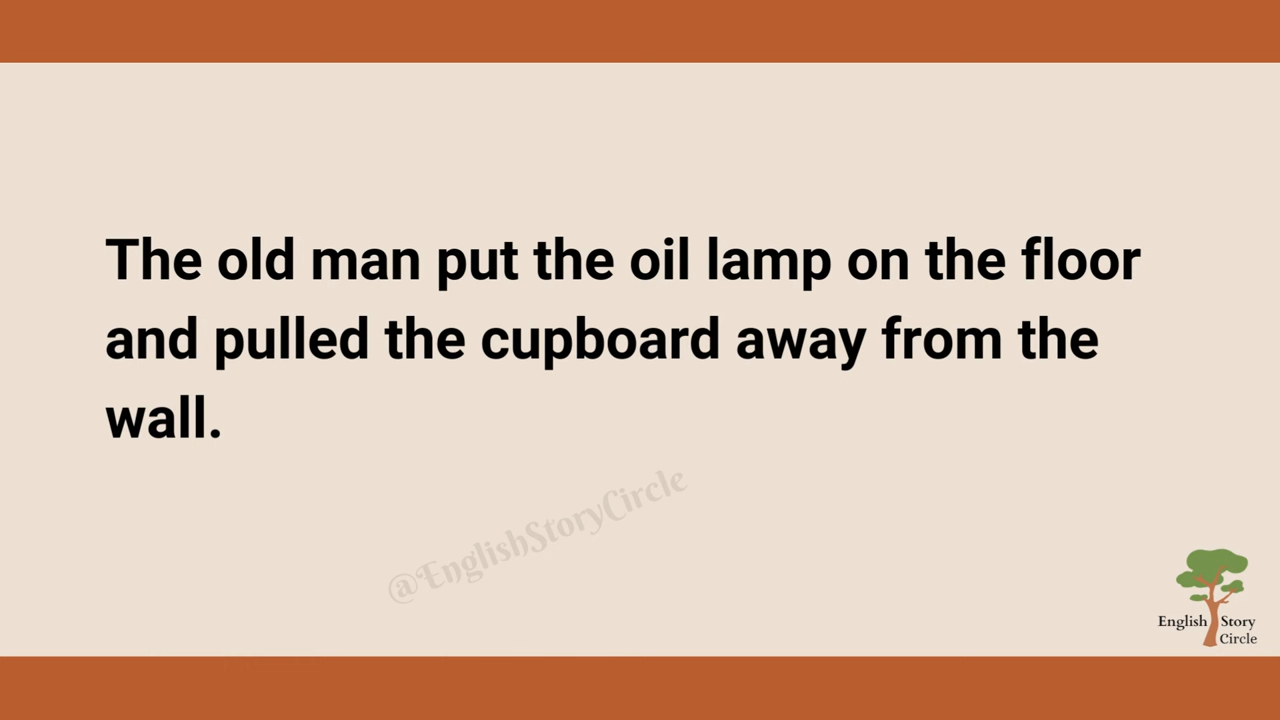 The old man put the oil lamp on the floor
and pulled the cupboard away from the
wall.
@EnglishStoryCircle
English Story
Circle